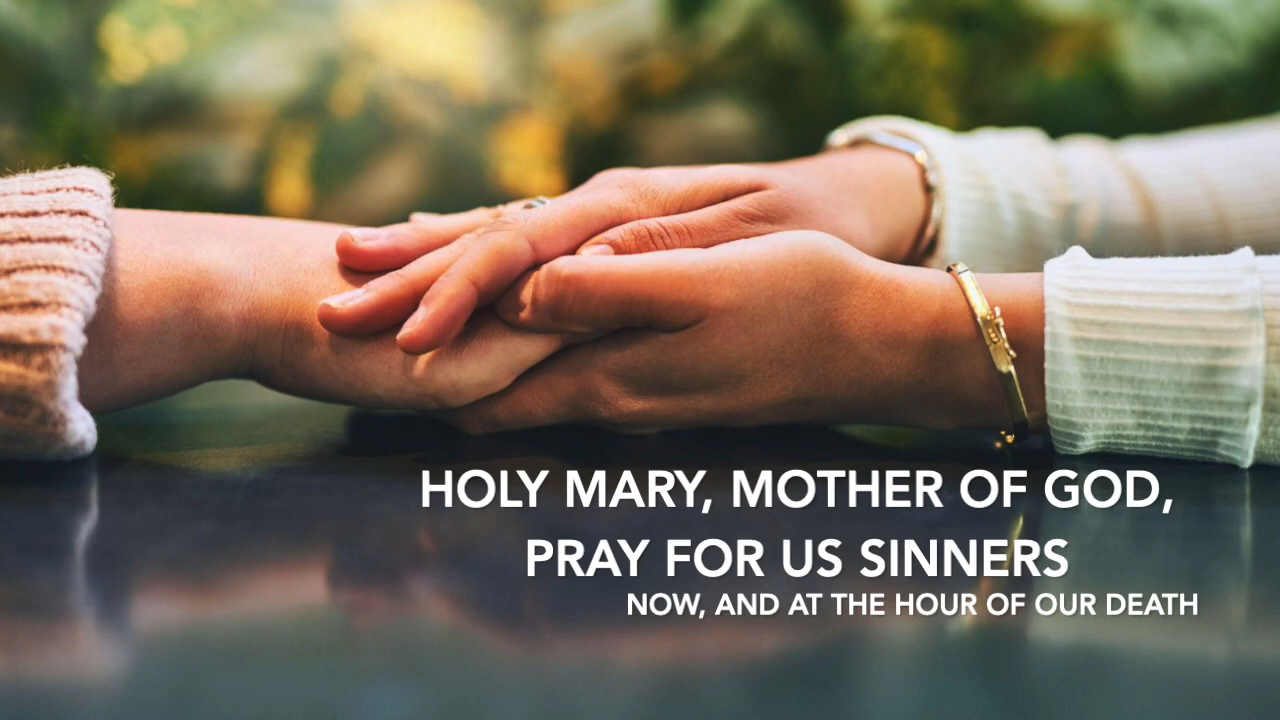 HOLY MARY, MOTHER OF GOD,
PRAY FOR US SINNERS
NOW, AND AT THE HOUR OF OUR DEATH